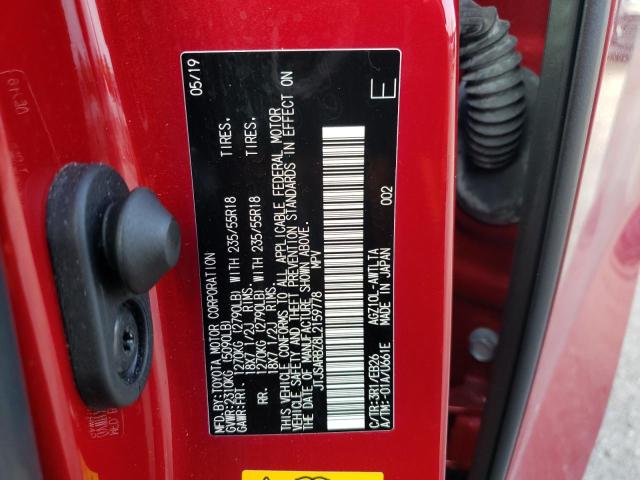 05/19
MFD. BY: TOYOTA MOTOR CORPORATION
GVWR: 2310KG (5090LB)
GAWR: FRT. 1270KG (2790LB) WITH 235/55R18 TIRES.
18X7 1/2J RIMS.
RR. 1270KG (2790LB) WITH 235/55R18 TIRES.
18X7 1/2J RIMS.
THIS VEHICLE CONFORMS TO ALL APPLICABLE FEDERAL MOTOR
VEHICLE SAFETY AND THEFT PREVENTION STANDARDS IN EFFECT ON
THE DATE OF MANUFACTURE SHOWN ABOVE.
JTJSARBZ8L2159778 MPV
C/TR: 3R1/EB26 AGZ10L-AWTLTA
A/TM: -01A/U661E MADE IN JAPAN 002
E